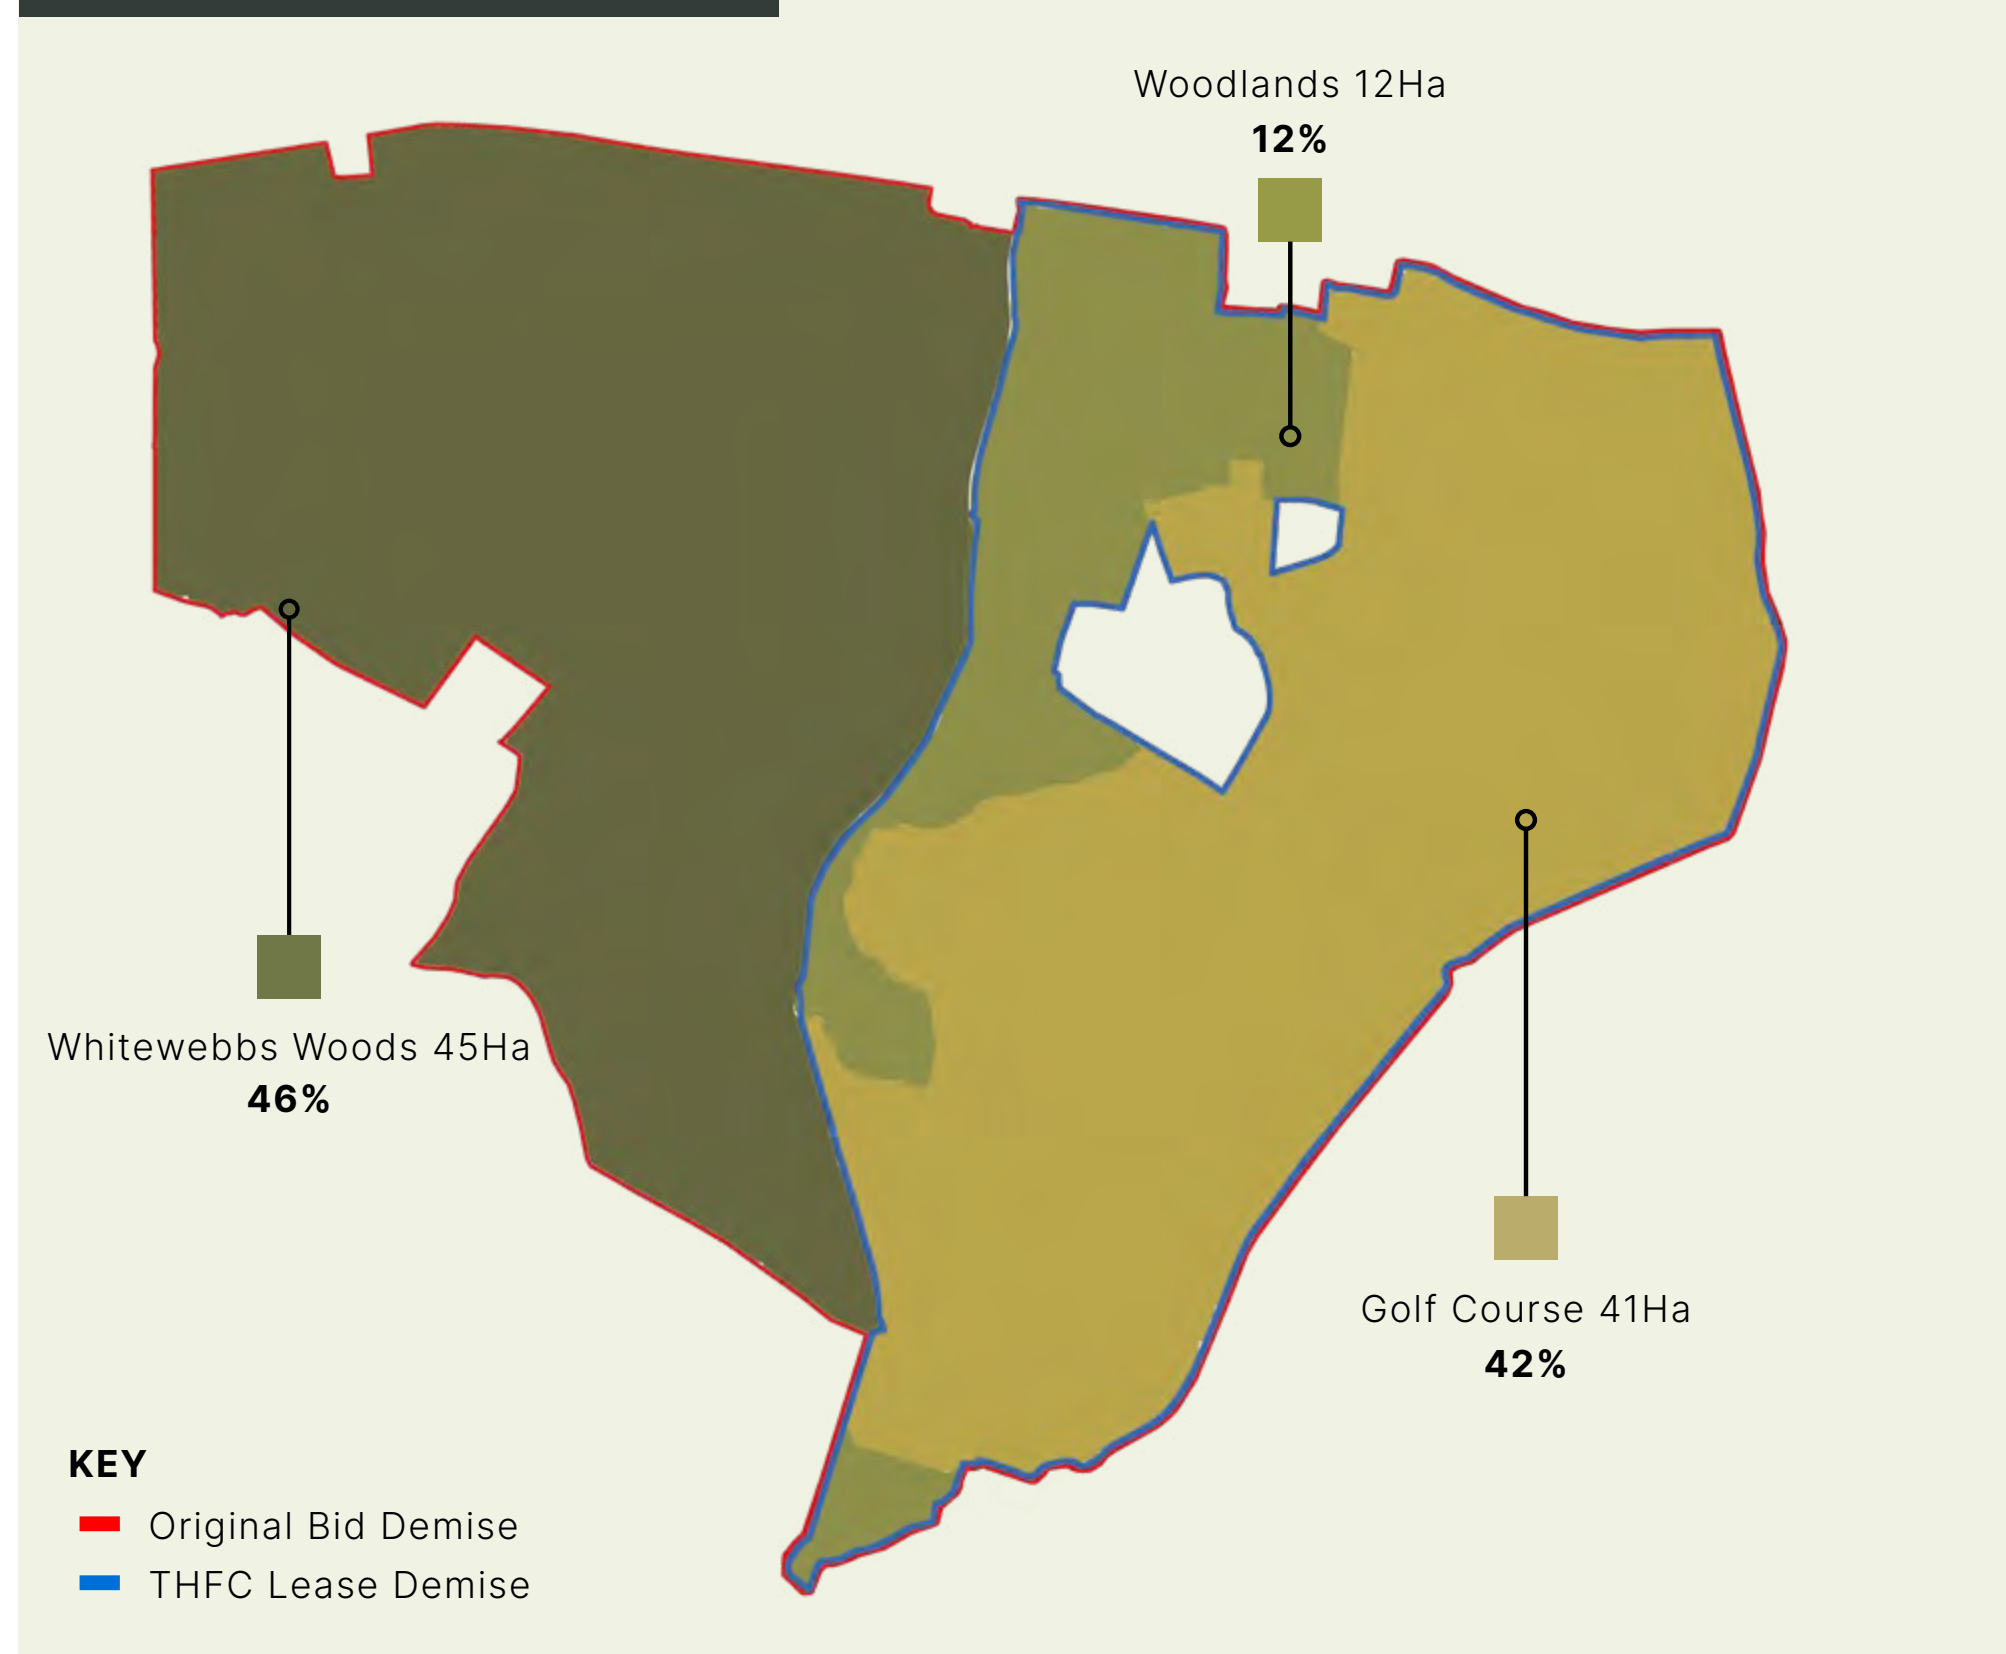 Woodlands 12Ha
12%
Whitewebbs Woods 45Ha
46%
Golf Course 41Ha
42%
KEY
Original Bid Demise
THFC Lease Demise